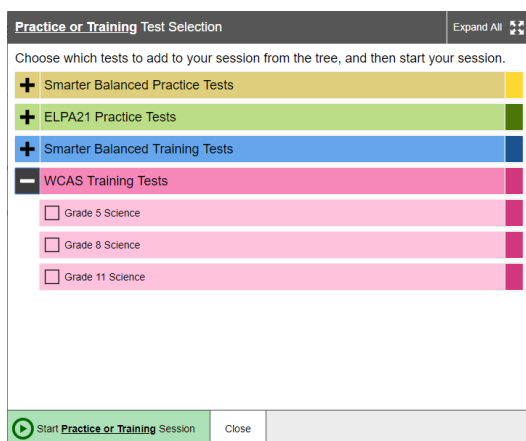 Practice or Training Test Selection
Expand All
Choose which tests to add to your session from the tree, and then start your session.
Smarter Balanced Practice Tests
ELPA21 Practice Tests
Smarter Balanced Training Tests
WCAS Training Tests
Grade 5 Science
Grade 8 Science
Grade 11 Science
Start Practice or Training Session
Close